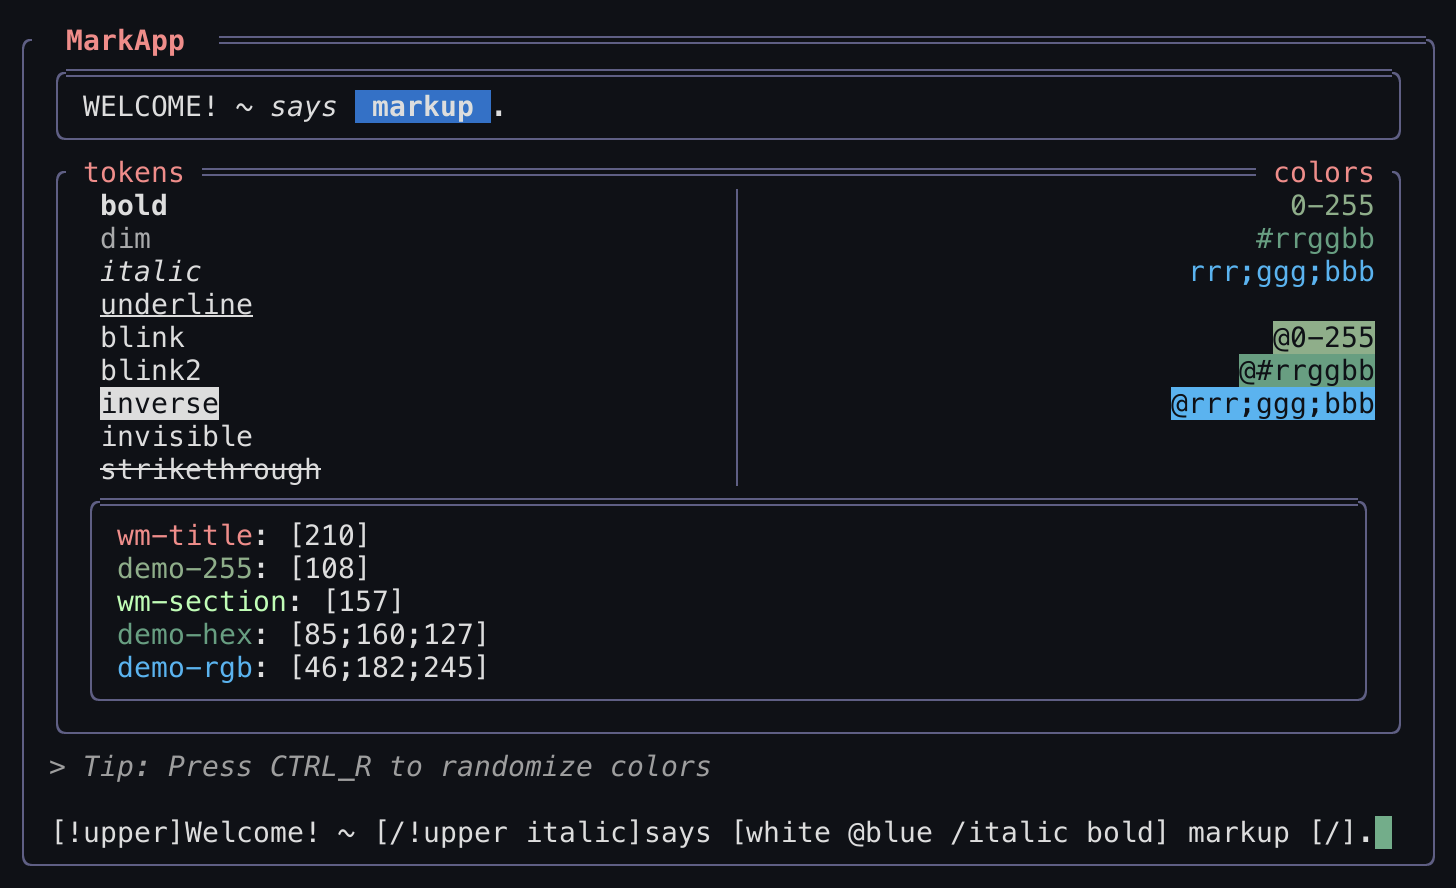 MarkApp
WELCOME! ~ says markup .
tokens colors
bold 0-255
dim #rrggbb
italic rrr;ggg;bbb
underline
blink @0-255
blink2 @#rrggbb
inverse @rrr;ggg;bbb
invisible
strikethrough
wm-title: [210]
demo-255: [108]
wm-section: [157]
demo-hex: [85;160;127]
demo-rgb: [46;182;245]
> Tip: Press CTRL_R to randomize colors
[!upper]Welcome! ~ [/!upper italic]says [white @blue /italic bold] markup [/].